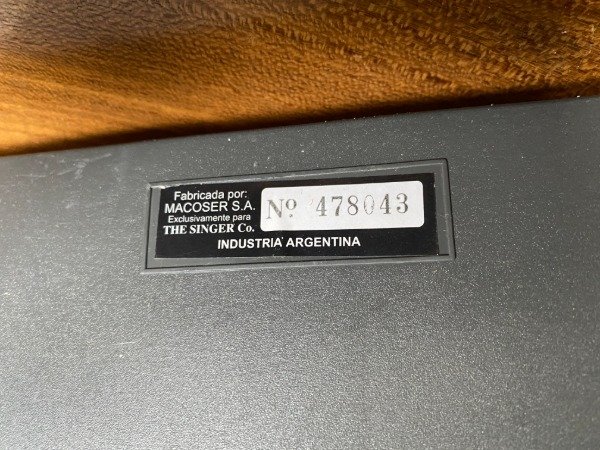 Fabricada por:
MACOSER S.A.
Exclusivamente para
THE SINGER Co.
Nº 478043
INDUSTRIA ARGENTINA